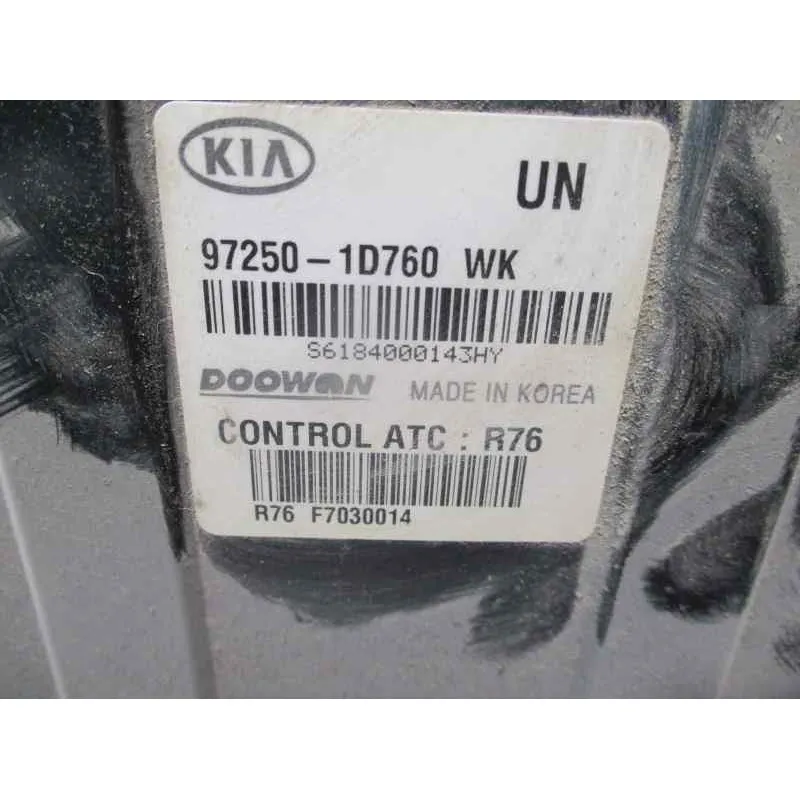 KIA
UN
97250-1D760 WK
S6184000143HY
DOOWON MADE IN KOREA
CONTROL ATC : R76
R76 F7030014